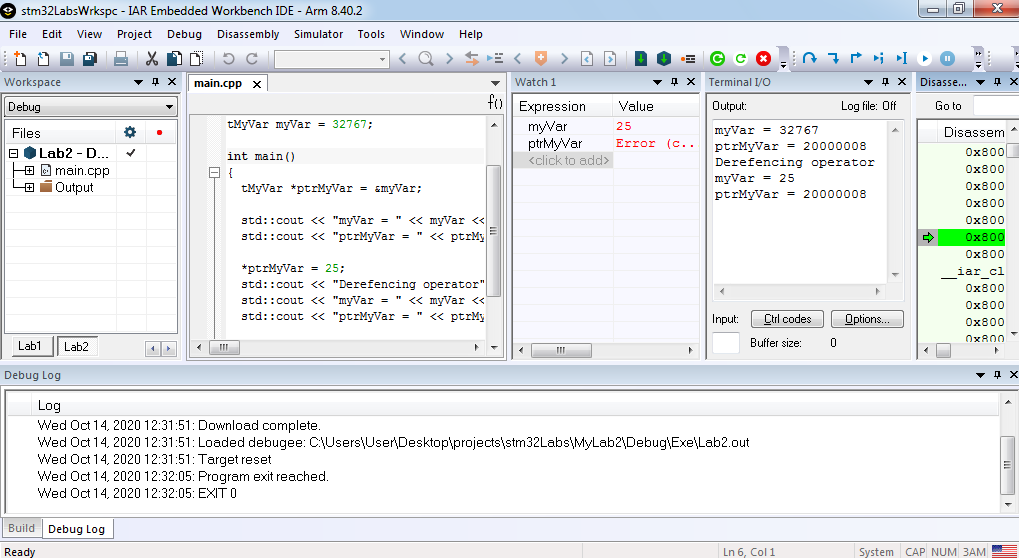 stm32LabsWrkspc - IAR Embedded Workbench IDE - Arm 8.40.2
File Edit View Project Debug Disassembly Simulator Tools Window Help
Workspace
Debug
Files
Lab2 - D...
main.cpp
Output
Lab1 Lab2
main.cpp
f()
tMyVar myVar = 32767;
int main()
{
tMyVar *ptrMyVar = &myVar;
std::cout << "myVar = " << myVar <<
std::cout << "ptrMyVar = " << ptrMy
*ptrMyVar = 25;
std::cout << "Derefencing operator"
std::cout << "myVar = " << myVar <<
std::cout << "ptrMyVar = " << ptrMy
Watch 1
Expression Value
myVar 25
ptrMyVar Error (c..
<click to add>
Terminal I/O
Output: Log file: Off
myVar = 32767
ptrMyVar = 20000008
Derefencing operator
myVar = 25
ptrMyVar = 20000008
Input: Ctrl codes Options...
Buffer size: 0
Disasse...
Go to
Disassem
0x800
0x800
0x800
0x800
0x800
0x800
0x800
__iar_cl
0x800
0x800
0x800
0x800
Debug Log
Log
Wed Oct 14, 2020 12:31:51: Download complete.
Wed Oct 14, 2020 12:31:51: Loaded debugee: C:\Users\User\Desktop\projects\stm32Labs\MyLab2\Debug\Exe\Lab2.out
Wed Oct 14, 2020 12:31:51: Target reset
Wed Oct 14, 2020 12:32:05: Program exit reached.
Wed Oct 14, 2020 12:32:05: EXIT 0
Build Debug Log
Ready Ln 6, Col 1 System CAP NUM ЗАМ